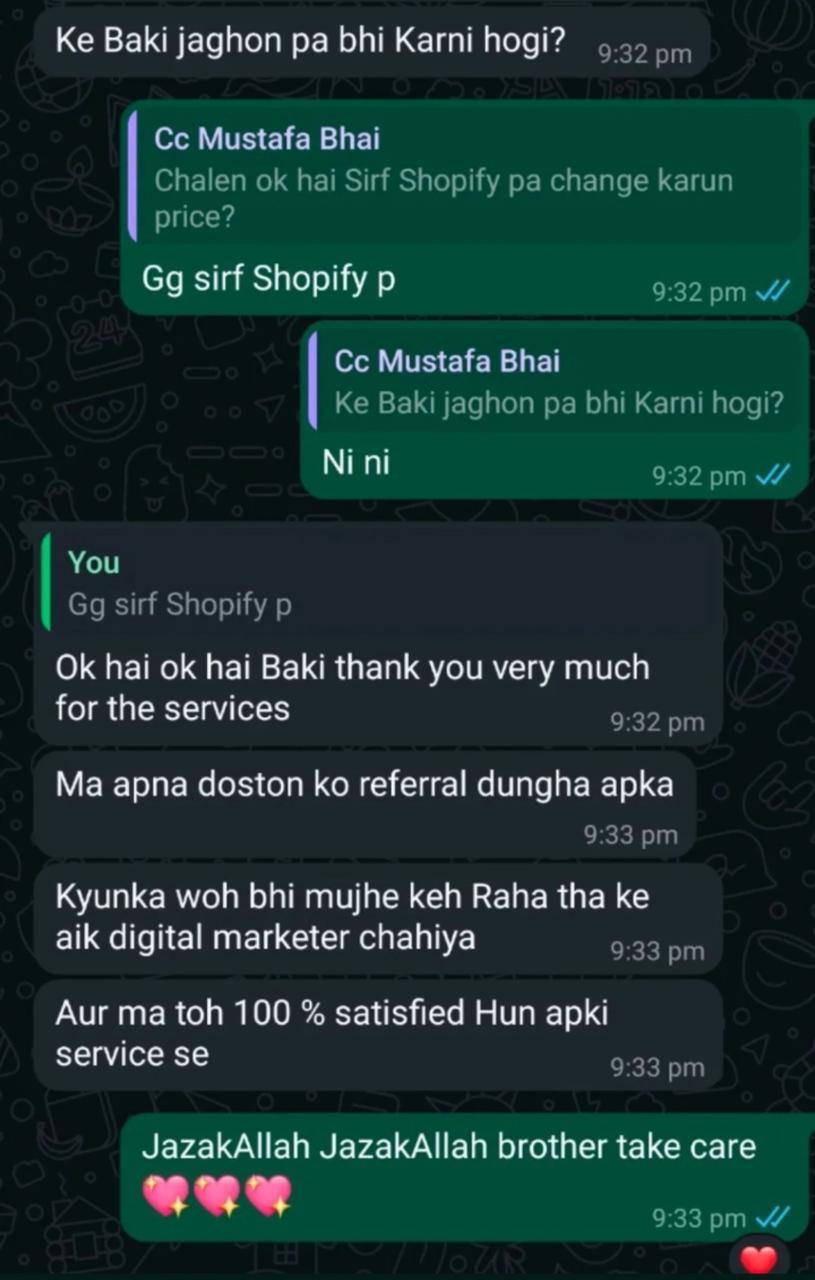 Ke Baki jaghon pa bhi Karni hogi? 9:32 pm
Cc Mustafa Bhai
Chalen ok hai Sirf Shopify pa change karun
price?
Gg sirf Shopify p 9:32 pm
Cc Mustafa Bhai
Ke Baki jaghon pa bhi Karni hogi?
Ni ni 9:32 pm
You
Gg sirf Shopify p
Ok hai ok hai Baki thank you very much
for the services 9:32 pm
Ma apna doston ko referral dungha apka
9:33 pm
Kyunka woh bhi mujhe keh Raha tha ke
aik digital marketer chahiya 9:33 pm
Aur ma toh 100 % satisfied Hun apki
service se 9:33 pm
JazakAllah JazakAllah brother take care
💖💖💖 9:33 pm
❤️